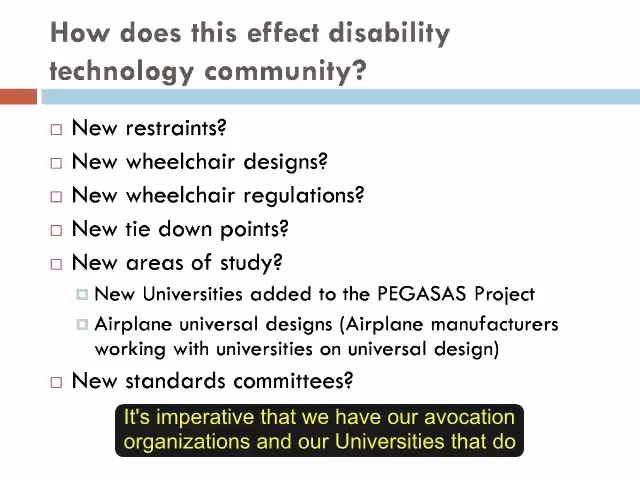 How does this effect disability
technology community?
New restraints?
New wheelchair designs?
New wheelchair regulations?
New tie down points?
New areas of study?
New Universities added to the PEGASAS Project
Airplane universal designs (Airplane manufacturers
working with universities on universal design)
New standards committees?
It's imperative that we have our avocation
organizations and our Universities that do